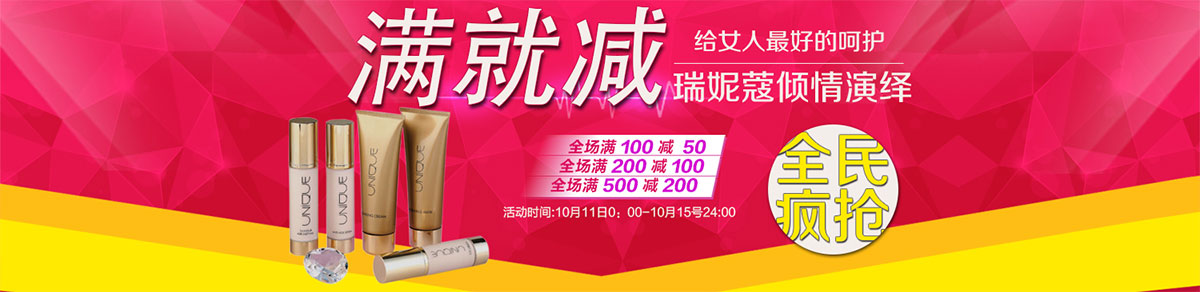 满就减
给女人最好的呵护
瑞妮蔻倾情演绎
全场满 100 减 50
全场满 200 减 100
全场满 500 减 200
活动时间:10月11日0；00-10月15号24:00
全民
疯抢
UNIQUE
UNIQUE
UNIQUE
UNIQUE
UNIQUE